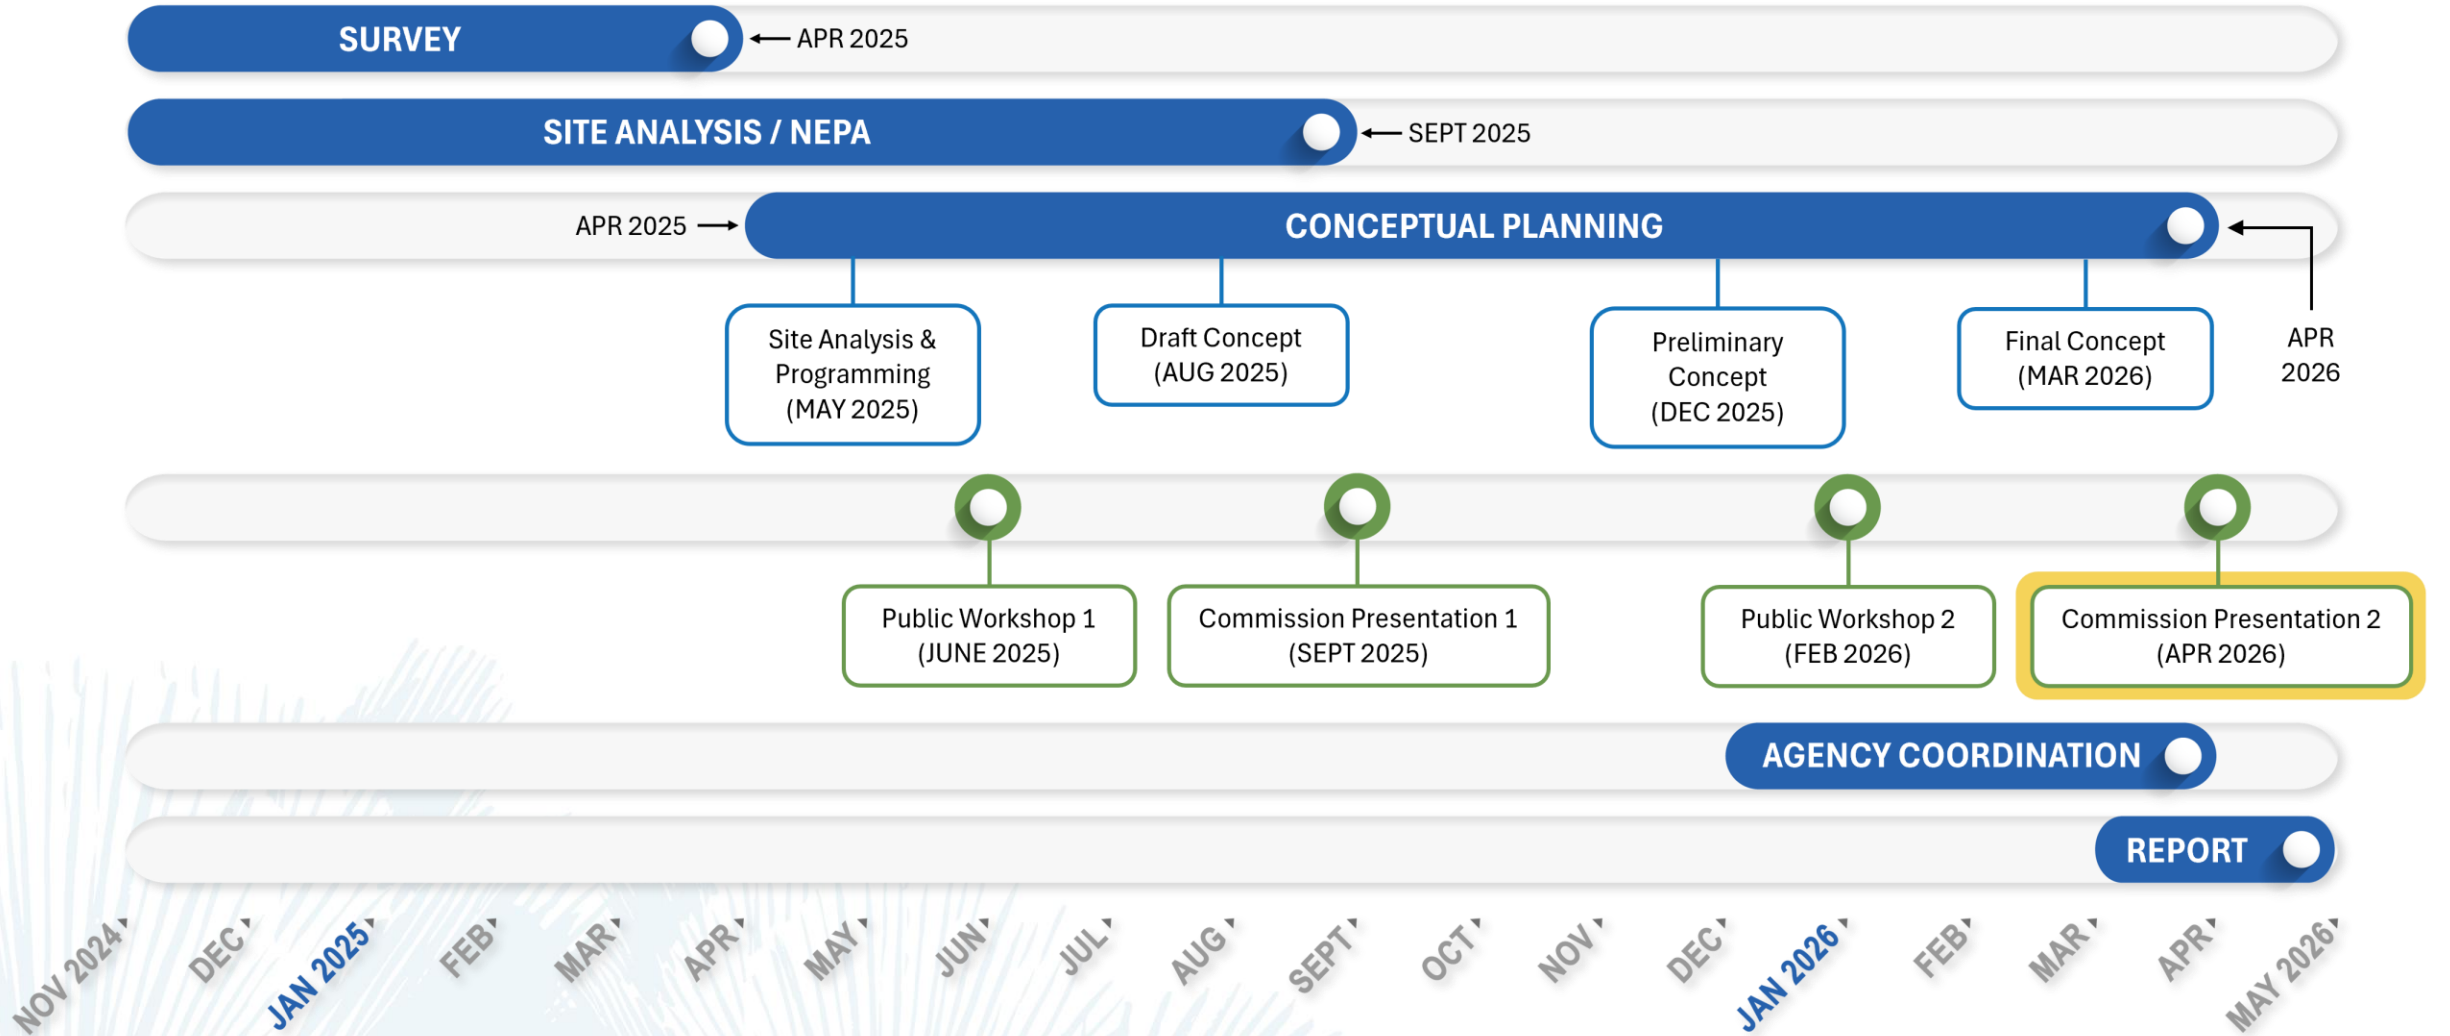 SURVEY
APR 2025
SITE ANALYSIS / NEPA
SEPT 2025
APR 2025
CONCEPTUAL PLANNING
APR
2026
Site Analysis &
Programming
(MAY 2025)
Draft Concept
(AUG 2025)
Preliminary
Concept
(DEC 2025)
Final Concept
(MAR 2026)
Public Workshop 1
(JUNE 2025)
Commission Presentation 1
(SEPT 2025)
Public Workshop 2
(FEB 2026)
Commission Presentation 2
(APR 2026)
AGENCY COORDINATION
REPORT
NOV 2024
DEC
JAN 2025
FEB
MAR
APR
MAY
JUN
JUL
AUG
SEPT
OCT
NOV
DEC
JAN 2026
FEB
MAR
APR
MAY 2026